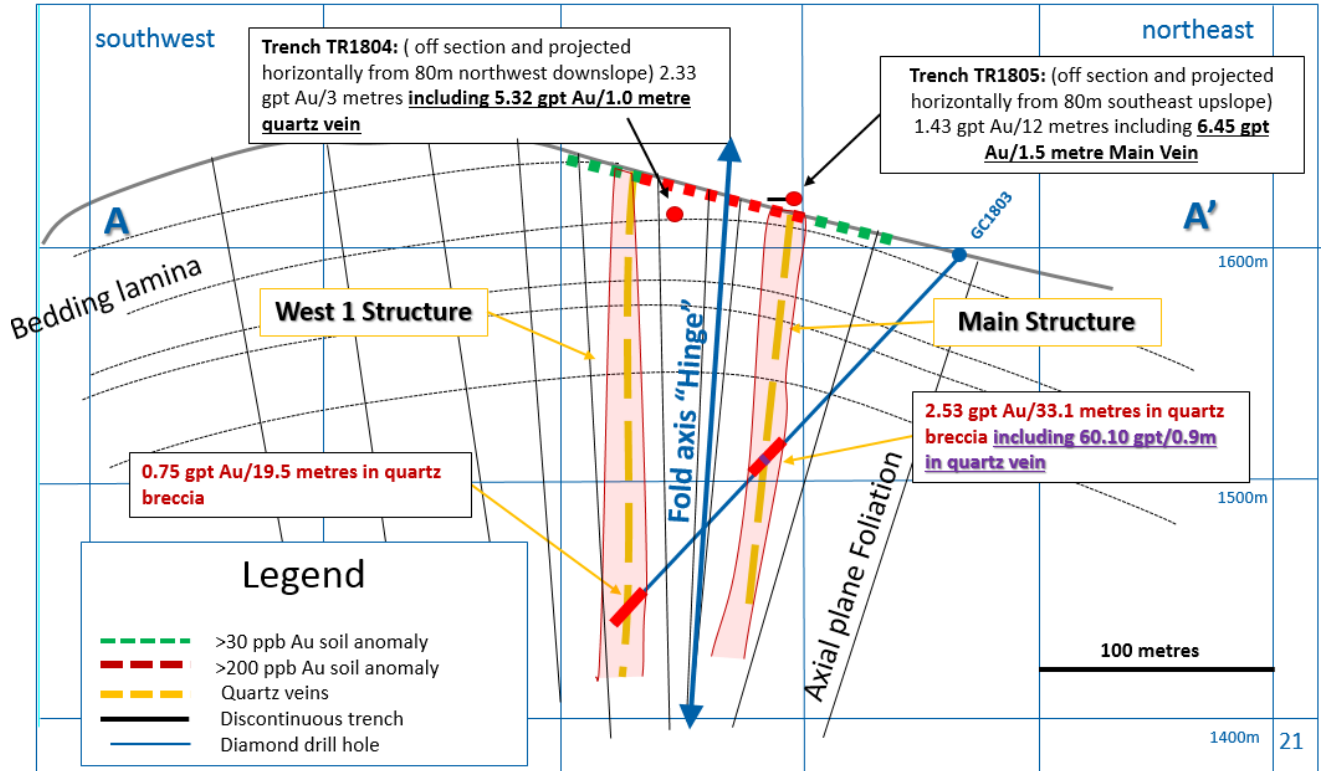 southwest
northeast
Trench TR1804: ( off section and projected
horizontally from 80m northwest downslope) 2.33
gpt Au/3 metres including 5.32 gpt Au/1.0 metre
quartz vein
Trench TR1805: (off section and projected
horizontally from 80m southeast upslope)
1.43 gpt Au/12 metres including 6.45 gpt
Au/1.5 metre Main Vein
A
A’
GC1803
1600m
Bedding lamina
West 1 Structure
Fold axis “Hinge”
Main Structure
2.53 gpt Au/33.1 metres in quartz
breccia including 60.10 gpt/0.9m
in quartz vein
0.75 gpt Au/19.5 metres in quartz
breccia
1500m
Axial plane Foliation
Legend
>30 ppb Au soil anomaly
>200 ppb Au soil anomaly
Quartz veins
Discontinuous trench
Diamond drill hole
100 metres
1400m
21